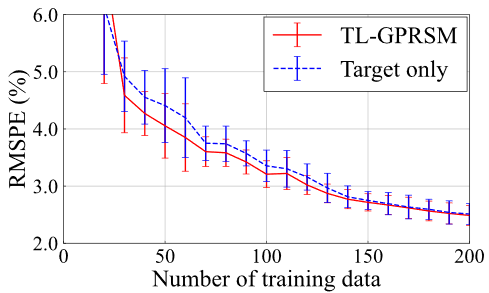 6.0
5.0
4.0
3.0
2.0
RMSPE (%)
TL-GPRSM
Target only
0
50
100
150
200
Number of training data